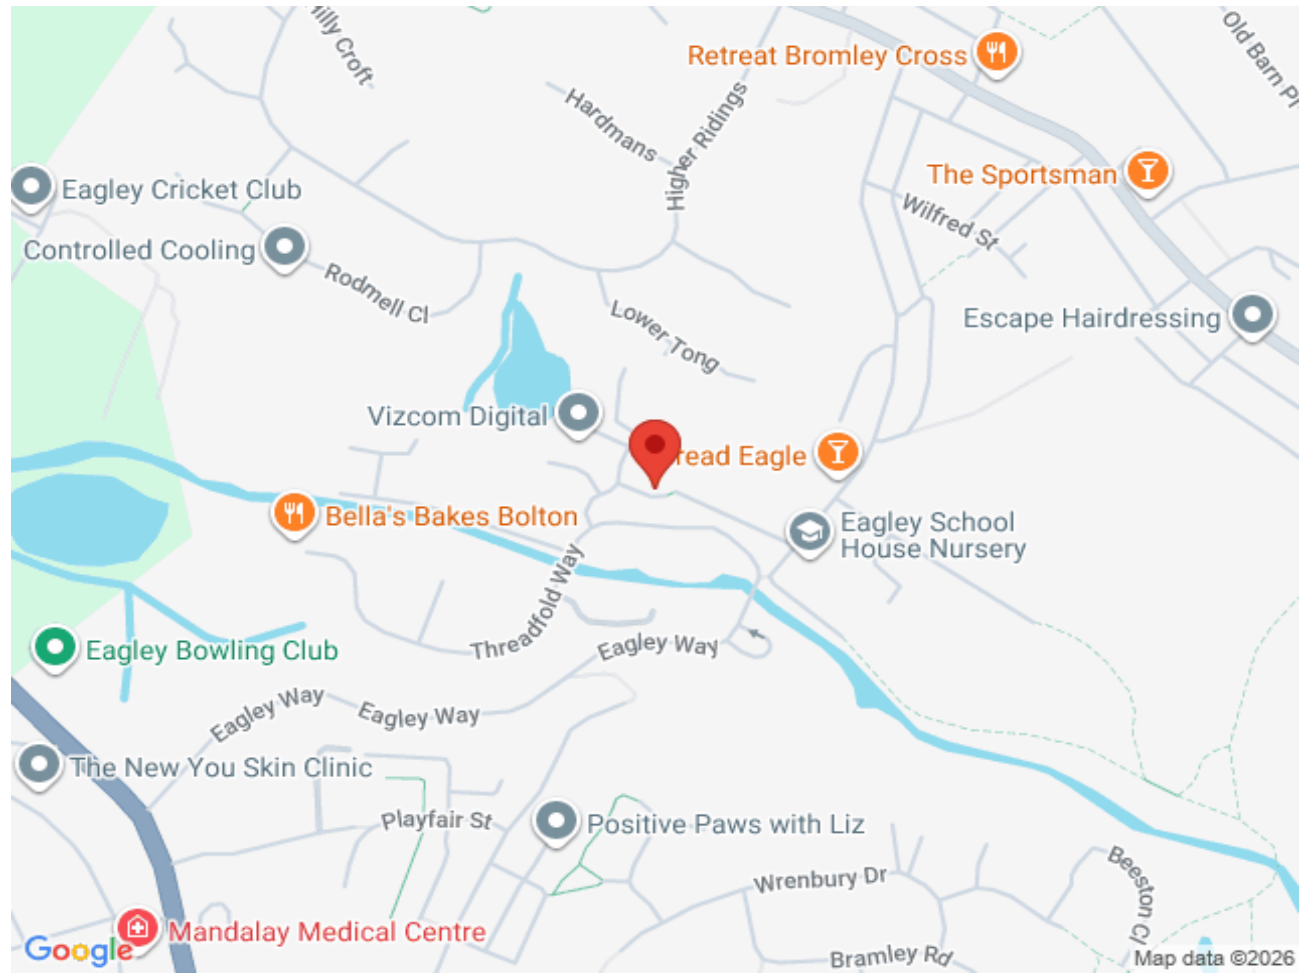 Hilly Croft
Retreat Bromley Cross
Old Barn Pl
Hardmans
Higher Ridings
The Sportsman
Eagley Cricket Club
Wilfred St
Controlled Cooling
Rodmell Cl
Lower Tong
Escape Hairdressing
Vizcom Digital
read Eagle
Bella's Bakes Bolton
Eagley School
House Nursery
Threadfold Way
Eagley Way
Eagley Bowling Club
Eagley Way
Eagley Way
The New You Skin Clinic
Playfair St
Positive Paws with Liz
Wrenbury Dr
Beeston Cl
Mandalay Medical Centre
Bramley Rd
Google
Map data ©2026